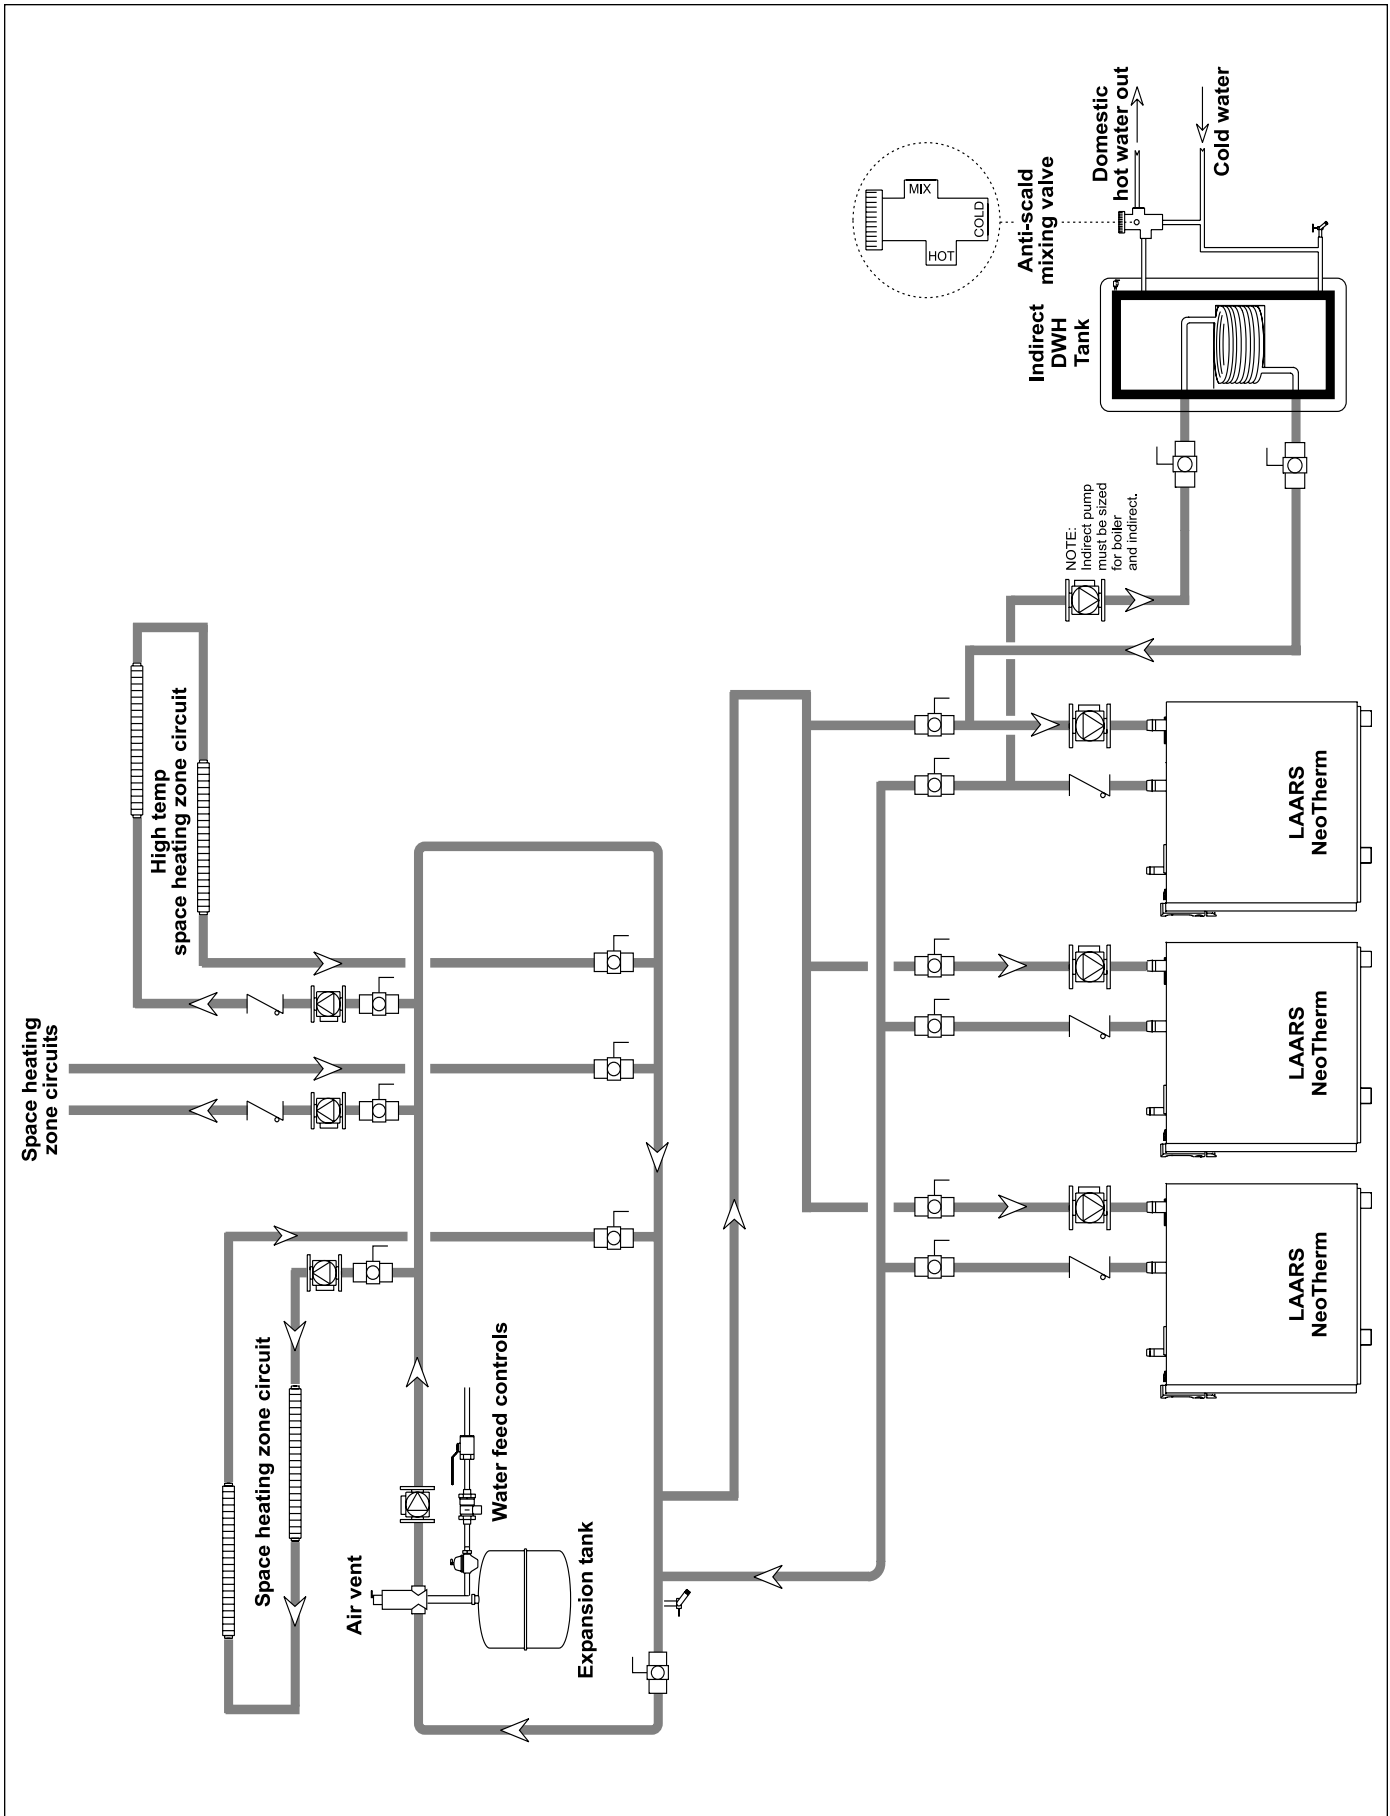 Space heating
zone circuits
High temp
space heating zone circuit
Space heating zone circuit
Air vent
Water feed controls
Expansion tank
MIX
HOT
COLD
Anti-scald
mixing valve
Domestic
hot water out
Cold water
Indirect
DWH
Tank
NOTE:
Indirect pump
must be sized
for boiler
and indirect.
LAARS
NeoTherm
LAARS
NeoTherm
LAARS
NeoTherm